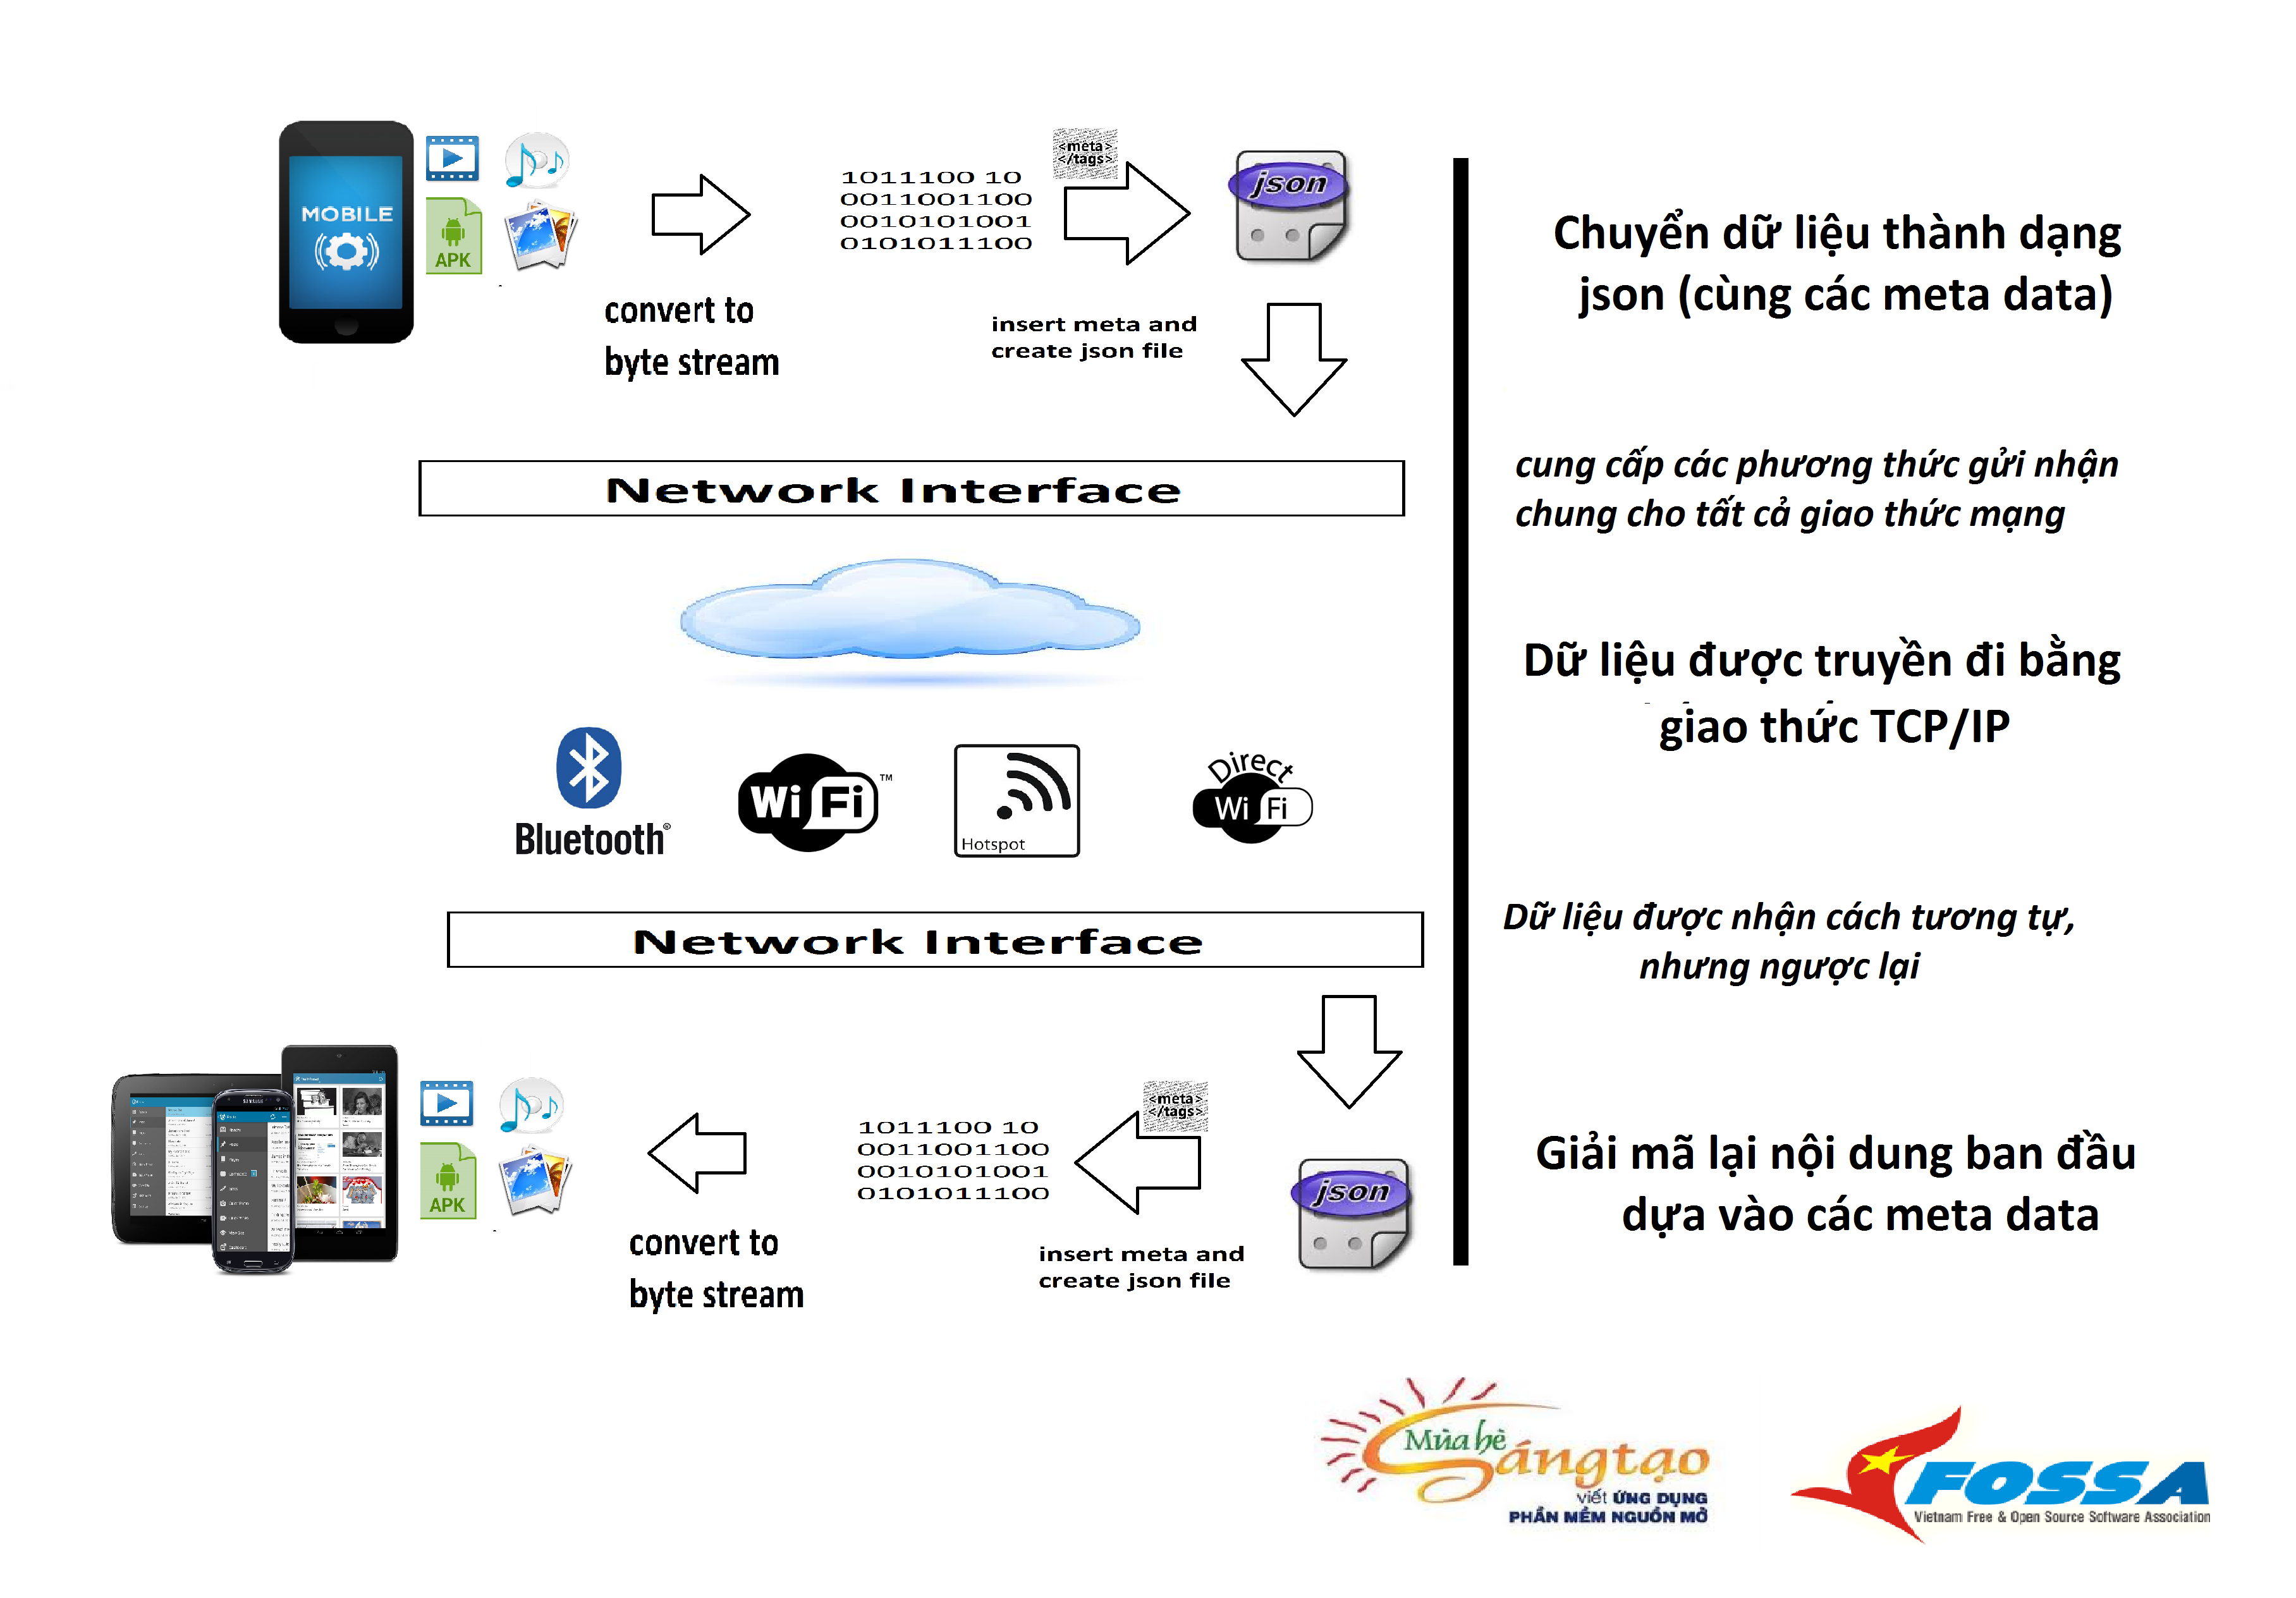 MOBILE
APK
1011100 10
0011001100
0010101001
0101011100
<meta>
</tags>
json
convert to
byte stream
insert meta and
create json file
Chuyển dữ liệu thành dạng
json (cùng các meta data)
Network Interface
cung cấp các phương thức gửi nhận
chung cho tất cả giao thức mạng
Dữ liệu được truyền đi bằng
giao thức TCP/IP
Bluetooth®
Wi Fi™
Hotspot
Direct
Wi Fi
Network Interface
Dữ liệu được nhận cách tương tự,
nhưng ngược lại
SAMSUNG
APK
1011100 10
0011001100
0010101001
0101011100
<meta>
</tags>
json
convert to
byte stream
insert meta and
create json file
Giải mã lại nội dung ban đầu
dựa vào các meta data
Mùa hè
Sángtạo
viết ỨNG DỤNG
PHẦN MỀM NGUỒN MỞ
FOSSA
Vietnam Free & Open Source Software Association